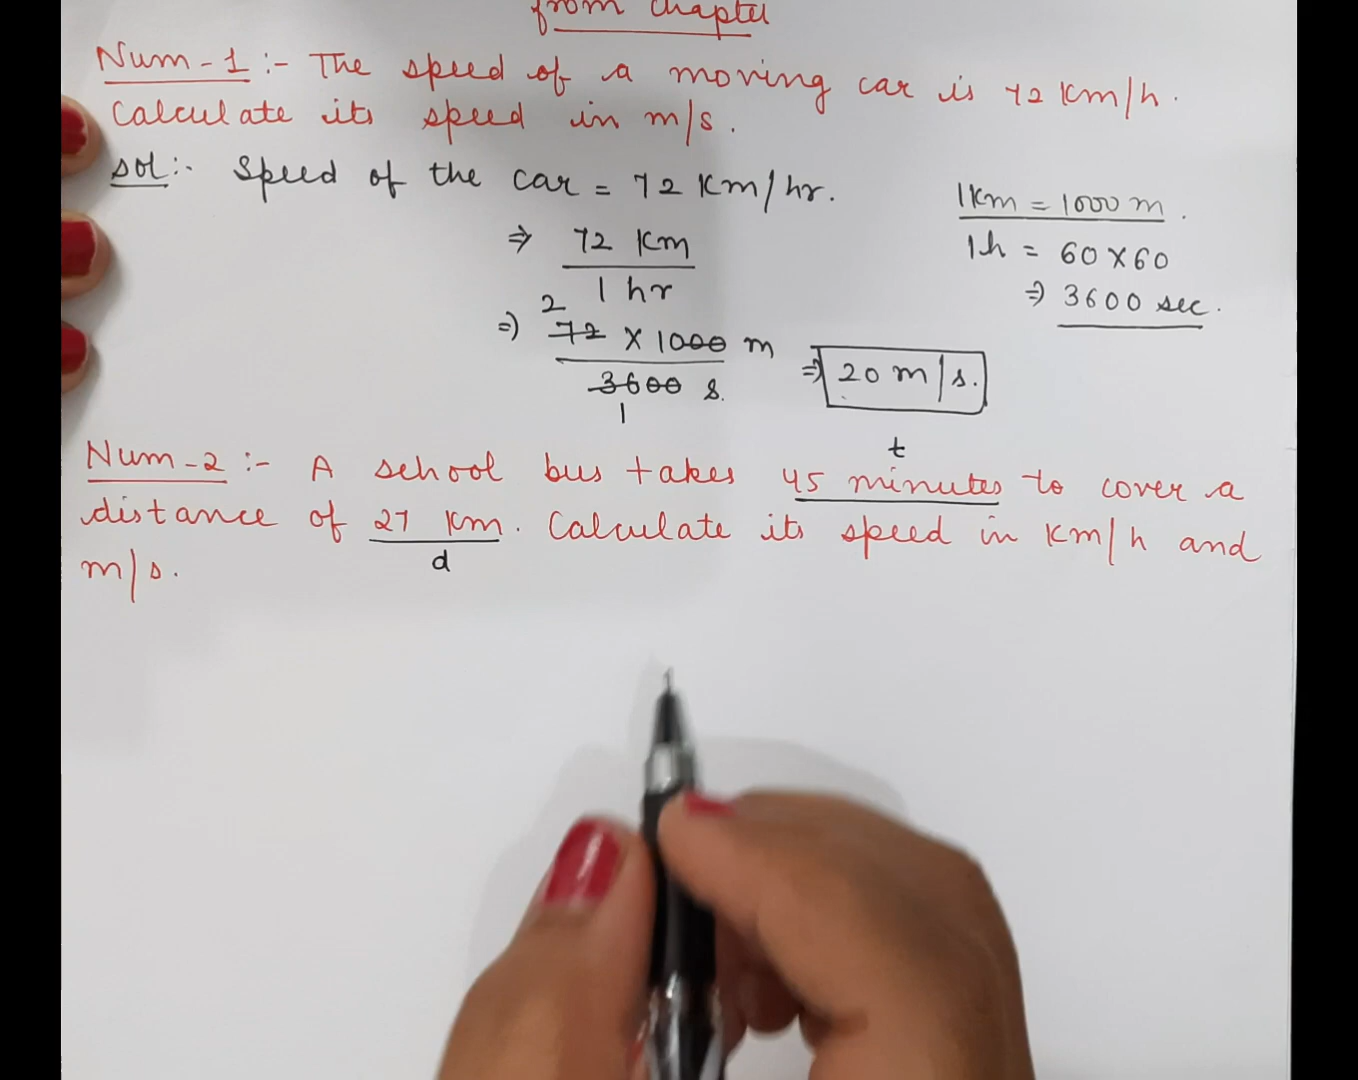 from chapter
Num-1 :- The speed of a moving car is 72 km/h.
Calculate its speed in m/s.
Sol:- Speed of the car = 72 Km/hr.
1Km = 1000 m.
⇒ 72 Km
1 hr
1h = 60 X 60
⇒ 3600 sec.
2
⇒ 72 X 1000 m
3600 s.
1
⇒ 20 m/s.
t
Num-2 :- A school bus takes 45 minutes to cover a
distance of 27 Km. Calculate its speed in Km/h and
d
m/s.